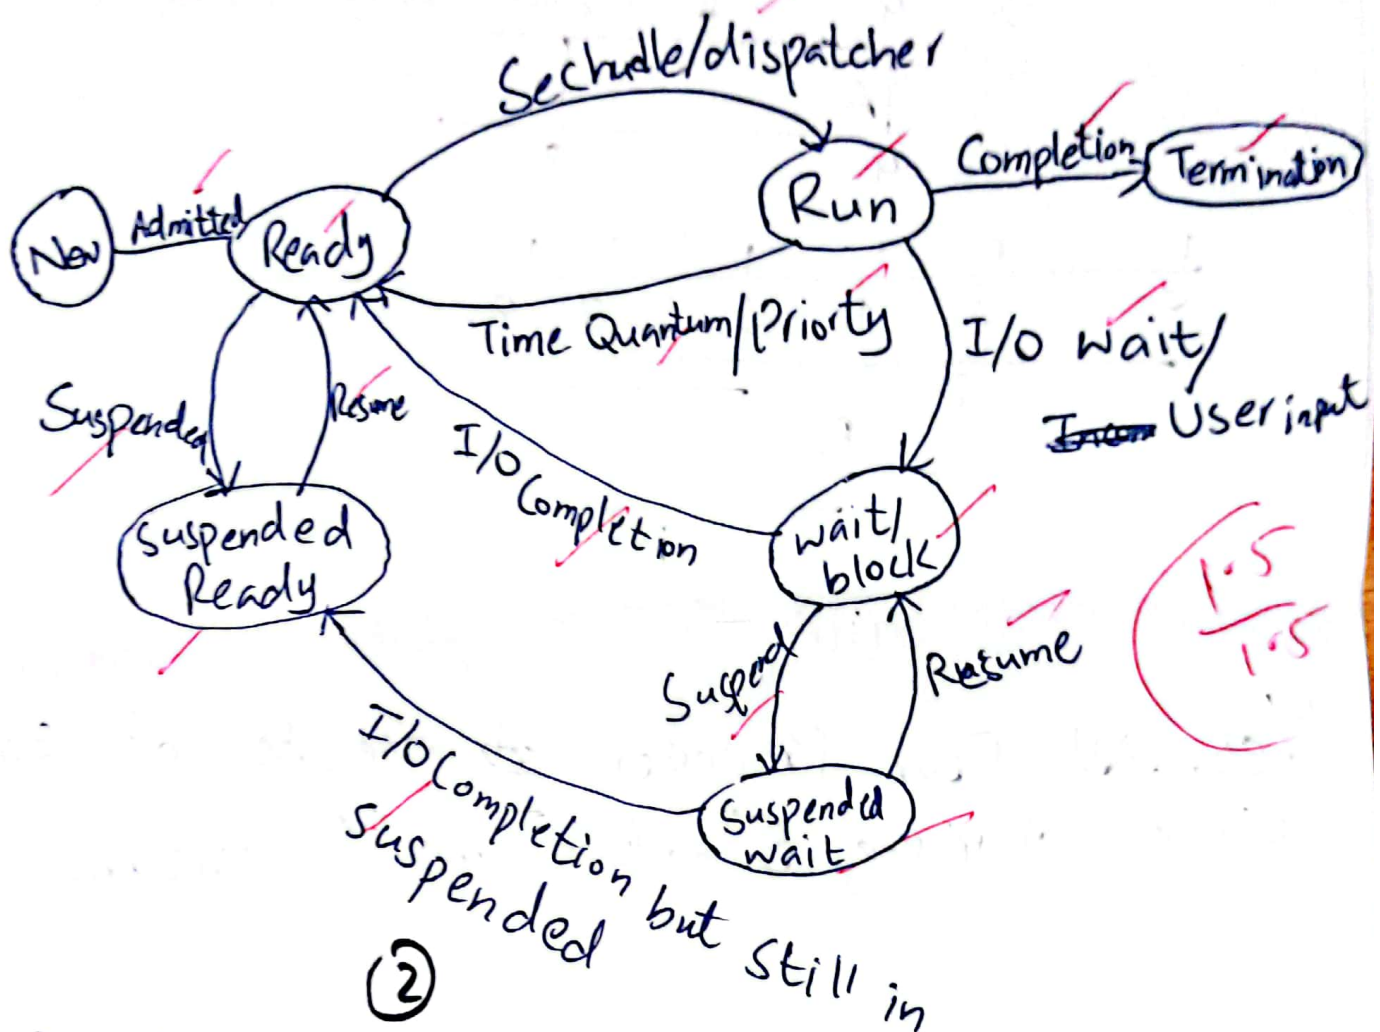 Sechudle/dispatcher
Completion
Termination
Run
New
Admitted
Ready
Time Quantum/Priorty
I/O wait/
User input
Suspended
Resume
I/O Completion
wait/
block
Suspended
Ready
1.5
1.5
Suspend
Resume
I/O Completion but still in
Suspended
Suspended
wait
2